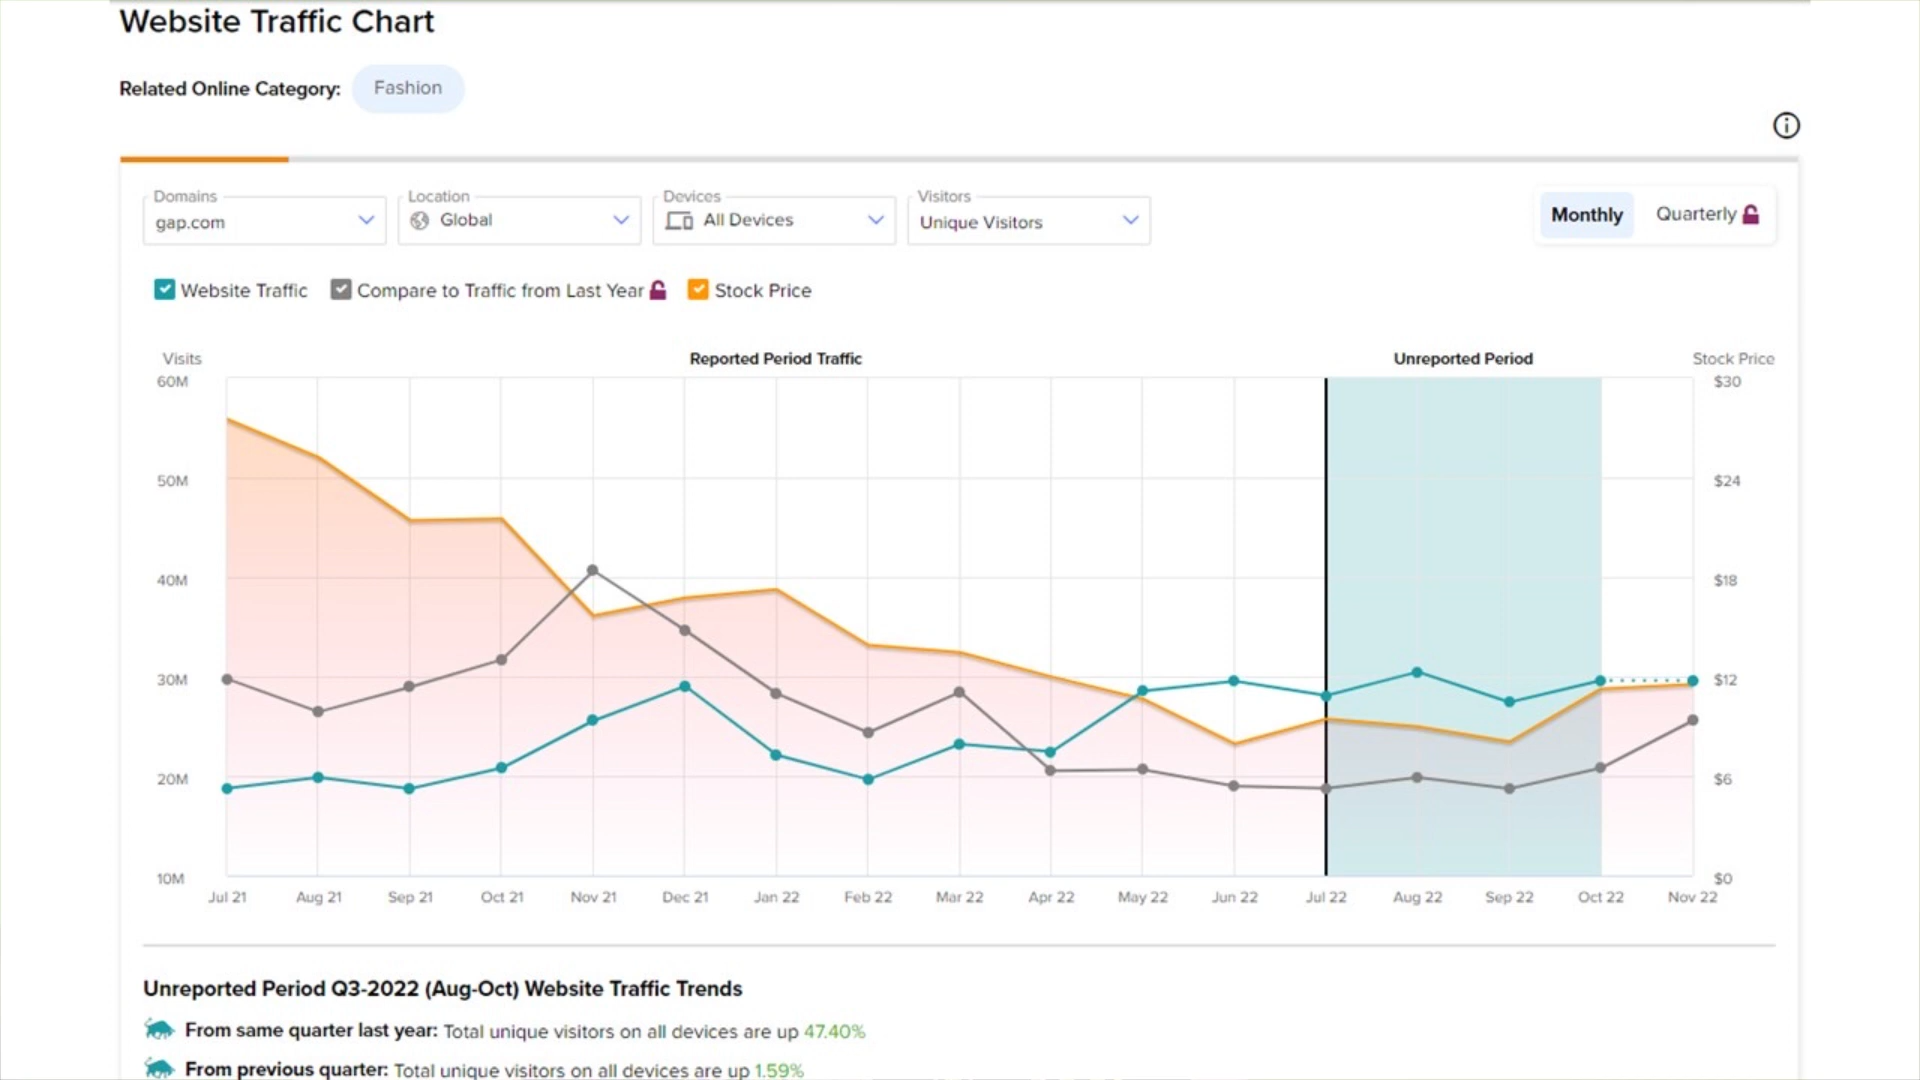 Website Traffic Chart
Related Online Category: Fashion
Domains Location Devices Visitors
gap.com Global All Devices Unique Visitors Monthly Quarterly
Website Traffic Compare to Traffic from Last Year Stock Price
Visits Reported Period Traffic Unreported Period Stock Price
60M $30
50M $24
40M $18
30M $12
20M $6
10M $0
Jul 21 Aug 21 Sep 21 Oct 21 Nov 21 Dec 21 Jan 22 Feb 22 Mar 22 Apr 22 May 22 Jun 22 Jul 22 Aug 22 Sep 22 Oct 22 Nov 22
Unreported Period Q3-2022 (Aug-Oct) Website Traffic Trends
From same quarter last year: Total unique visitors on all devices are up 47.40%
From previous quarter: Total unique visitors on all devices are up 1.59%